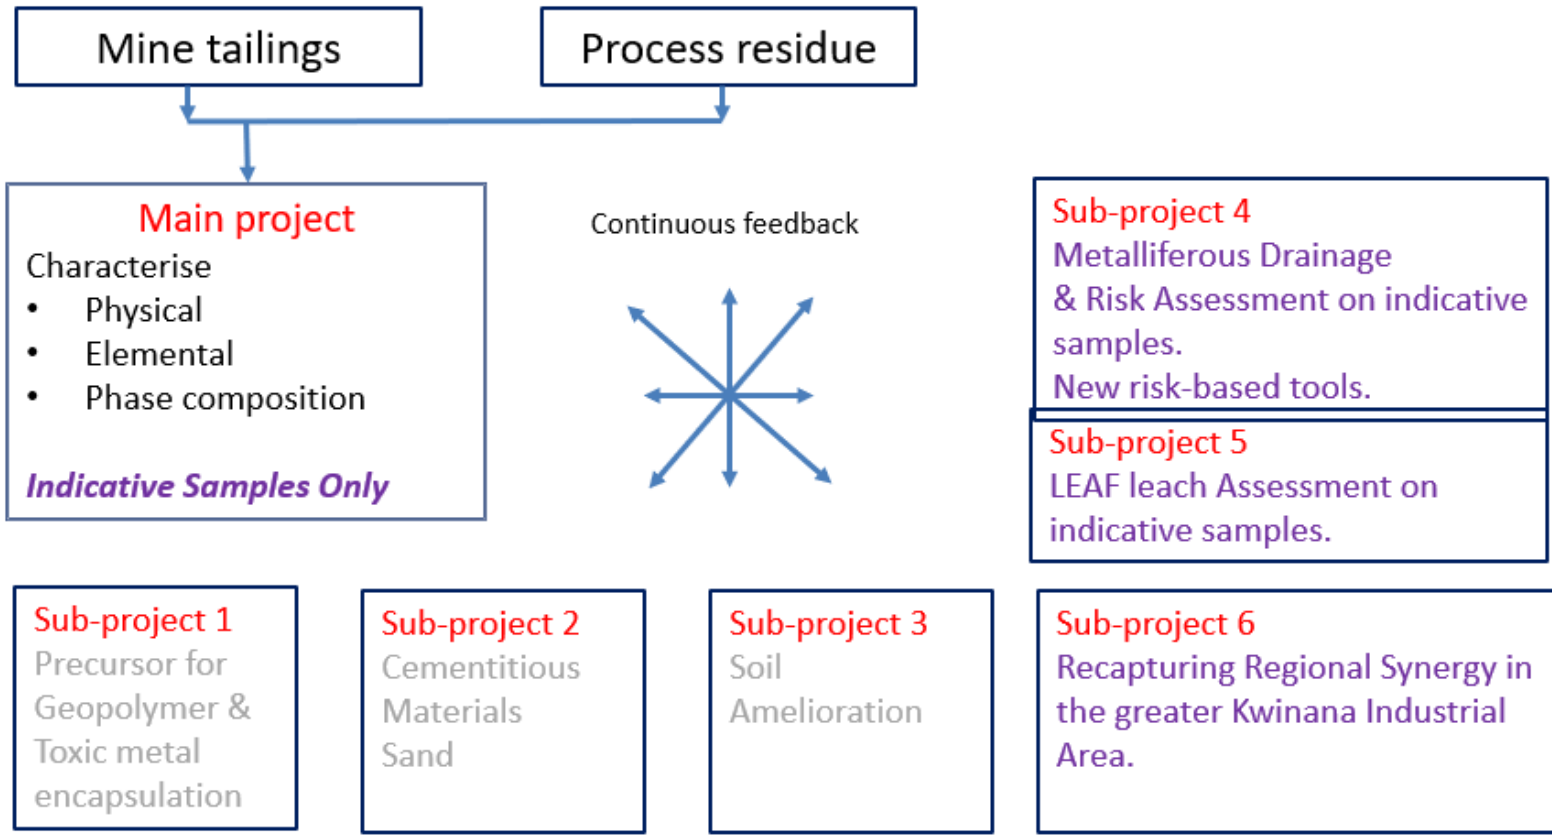 Mine tailings
Process residue
Main project
Characterise
• Physical
• Elemental
• Phase composition
Indicative Samples Only
Continuous feedback
Sub-project 4
Metalliferous Drainage
& Risk Assessment on indicative
samples.
New risk-based tools.
Sub-project 5
LEAF leach Assessment on
indicative samples.
Sub-project 1
Precursor for
Geopolymer &
Toxic metal
encapsulation
Sub-project 2
Cementitious
Materials
Sand
Sub-project 3
Soil
Amelioration
Sub-project 6
Recapturing Regional Synergy in
the greater Kwinana Industrial
Area.